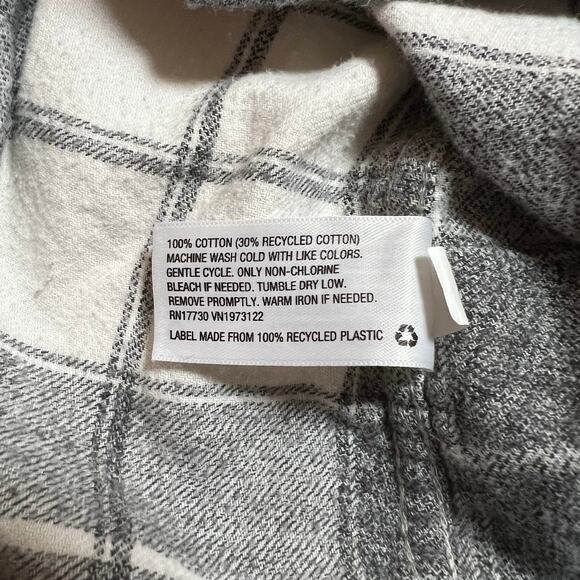 100% COTTON (30% RECYCLED COTTON)
MACHINE WASH COLD WITH LIKE COLORS.
GENTLE CYCLE. ONLY NON-CHLORINE
BLEACH IF NEEDED. TUMBLE DRY LOW.
REMOVE PROMPTLY. WARM IRON IF NEEDED.
RN17730 VN1973122
LABEL MADE FROM 100% RECYCLED PLASTIC